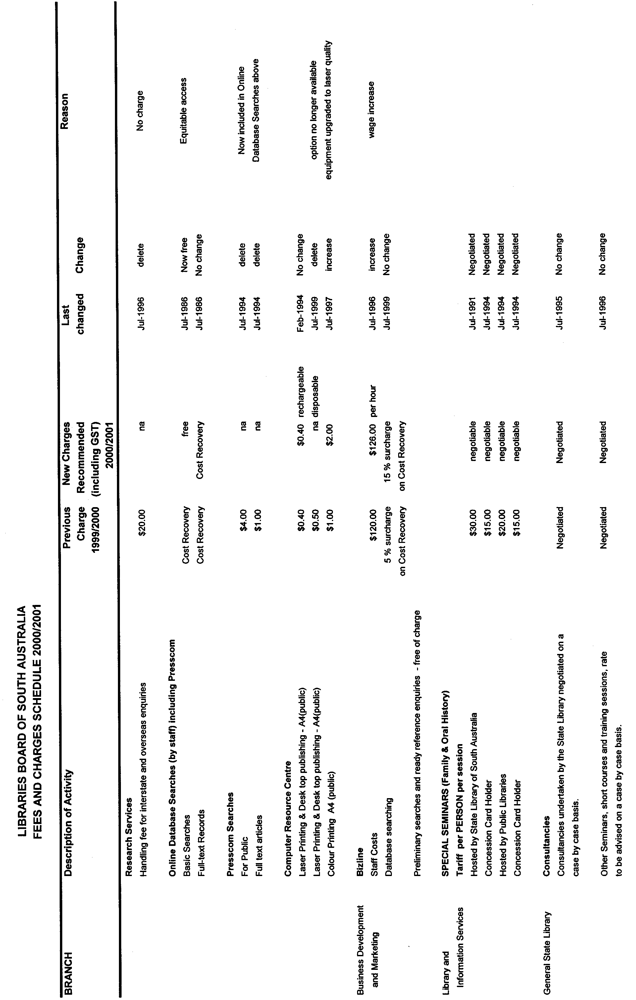 LIBRARIES BOARD OF SOUTH AUSTRALIA
FEES AND CHARGES SCHEDULE 2000/2001
BRANCH Description of Activity Previous New Charges Last Reason
Charge Recommended changed Change
1999/2000 (including GST)
2000/2001
Research Services
Handling fee for interstate and overseas enquiries $20.00 na Jul-1996 delete No charge
Online Database Searches (by staff) including Presscom
Basic Searches Cost Recovery free Jul-1986 Now free Equitable access
Full-text Records Cost Recovery Cost Recovery Jul-1986 No change
Presscom Searches
For Public $4.00 na Jul-1994 delete Now included in Online
Full text articles $1.00 na Jul-1994 delete Database Searches above
Computer Resource Centre
Laser Printing & Desk top publishing - A4(public) $0.40 $0.40 rechargeable Feb-1994 No change
Laser Printing & Desk top publishing - A4(public) $0.50 na disposable Jul-1999 delete option no longer available
Colour Printing A4 (public) $1.00 $2.00 Jul-1997 increase equipment upgraded to laser quality
Business Development Bizline
and Marketing Staff Costs $120.00 $126.00 per hour Jul-1996 increase wage increase
Database searching 5 % surcharge 15 % surcharge Jul-1999 No change
on Cost Recovery on Cost Recovery
Preliminary searches and ready reference enquiries - free of charge
Library and SPECIAL SEMINARS (Family & Oral History)
Information Services Tariff per PERSON per session
Hosted by State Library of South Australia $30.00 negotiable Jul-1991 Negotiated
Concession Card Holder $15.00 negotiable Jul-1994 Negotiated
Hosted by Public Libraries $20.00 negotiable Jul-1994 Negotiated
Concession Card Holder $15.00 negotiable Jul-1994 Negotiated
General State Library Consultancies
Consultancies undertaken by the State Library negotiated on a Negotiated Negotiated Jul-1995 No change
case by case basis.
Other Seminars, short courses and training sessions, rate Negotiated Negotiated Jul-1996 No change
to be advised on a case by case basis.